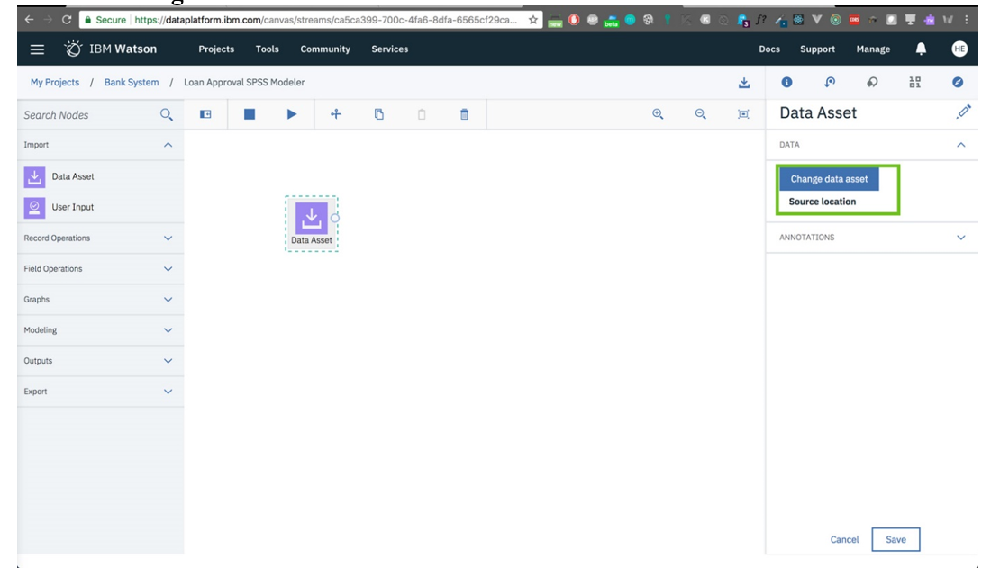 Secure https://dataplatform.ibm.com/canvas/streams/ca5ca399-700c-4fa6-8dfa-6565cf29ca...
new
beta
IBM Watson Projects Tools Community Services Docs Support Manage HE
My Projects / Bank System / Loan Approval SPSS Modeler
Search Nodes
Data Asset
Import
DATA
Data Asset
Change data asset
User Input
Source location
Record Operations
Data Asset
ANNOTATIONS
Field Operations
Graphs
Modeling
Outputs
Export
Cancel Save